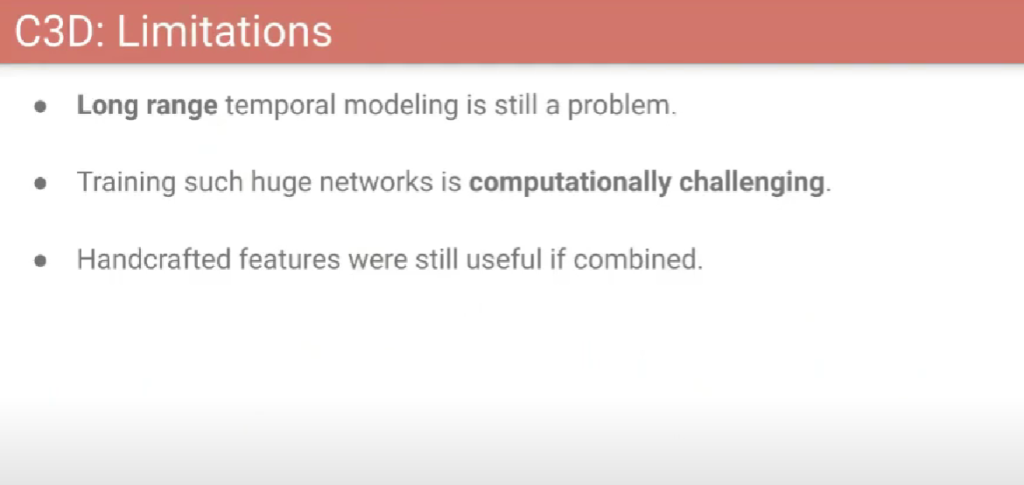 C3D: Limitations
● Long range temporal modeling is still a problem.
● Training such huge networks is computationally challenging.
● Handcrafted features were still useful if combined.